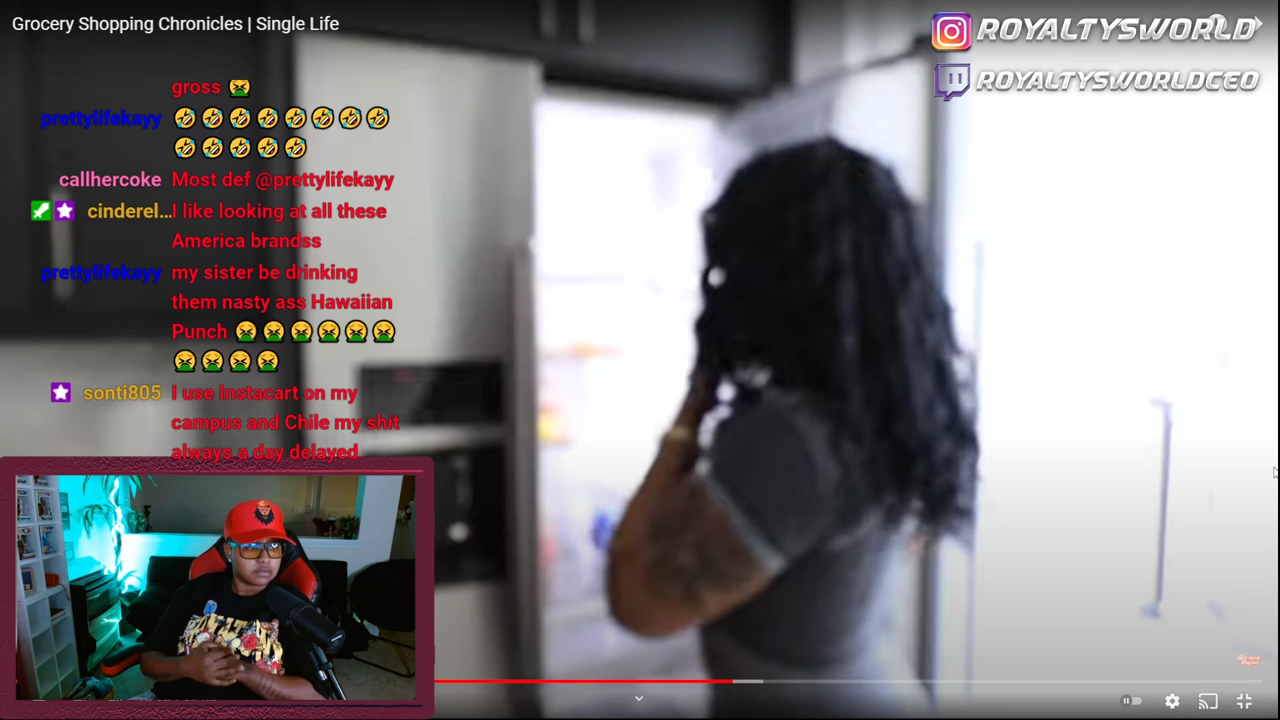 Grocery Shopping Chronicles | Single Life
ROYALTYSWORLD
ROYALTYSWORLDCEO
gross 🤮
prettylifekayy 🤣🤣🤣🤣🤣🤣🤣🤣
🤣🤣🤣🤣🤣
callhercoke Most def @prettylifekayy
cinderel... I like looking at all these
America brandss
prettylifekayy my sister be drinking
them nasty ass Hawaiian
Punch 🤮🤮🤮🤮🤮🤮
🤮🤮🤮🤮
sonti805 I use Instacart on my
campus and Chile my shit
always a day delayed